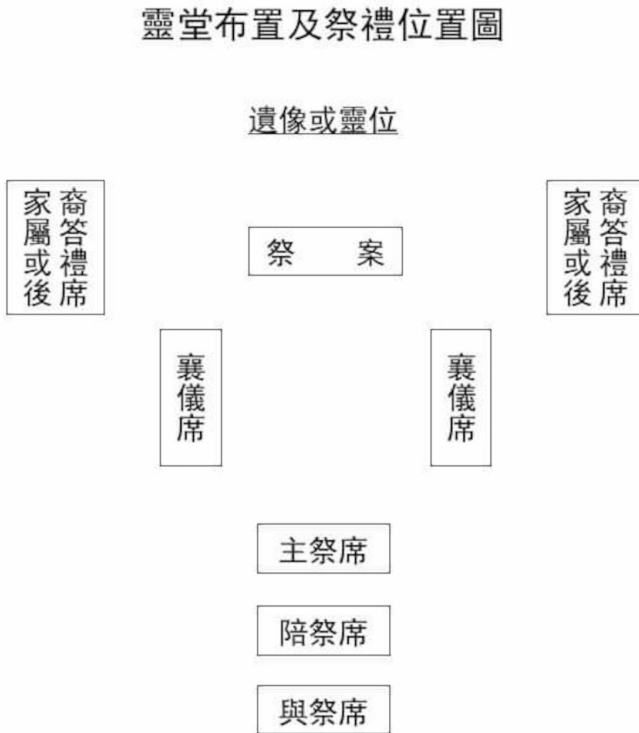 靈堂布置及祭禮位置圖
遺像或靈位
家屬或後
裔答禮席
祭　　案
家屬或後
裔答禮席
襄儀席
襄儀席
主祭席
陪祭席
與祭席